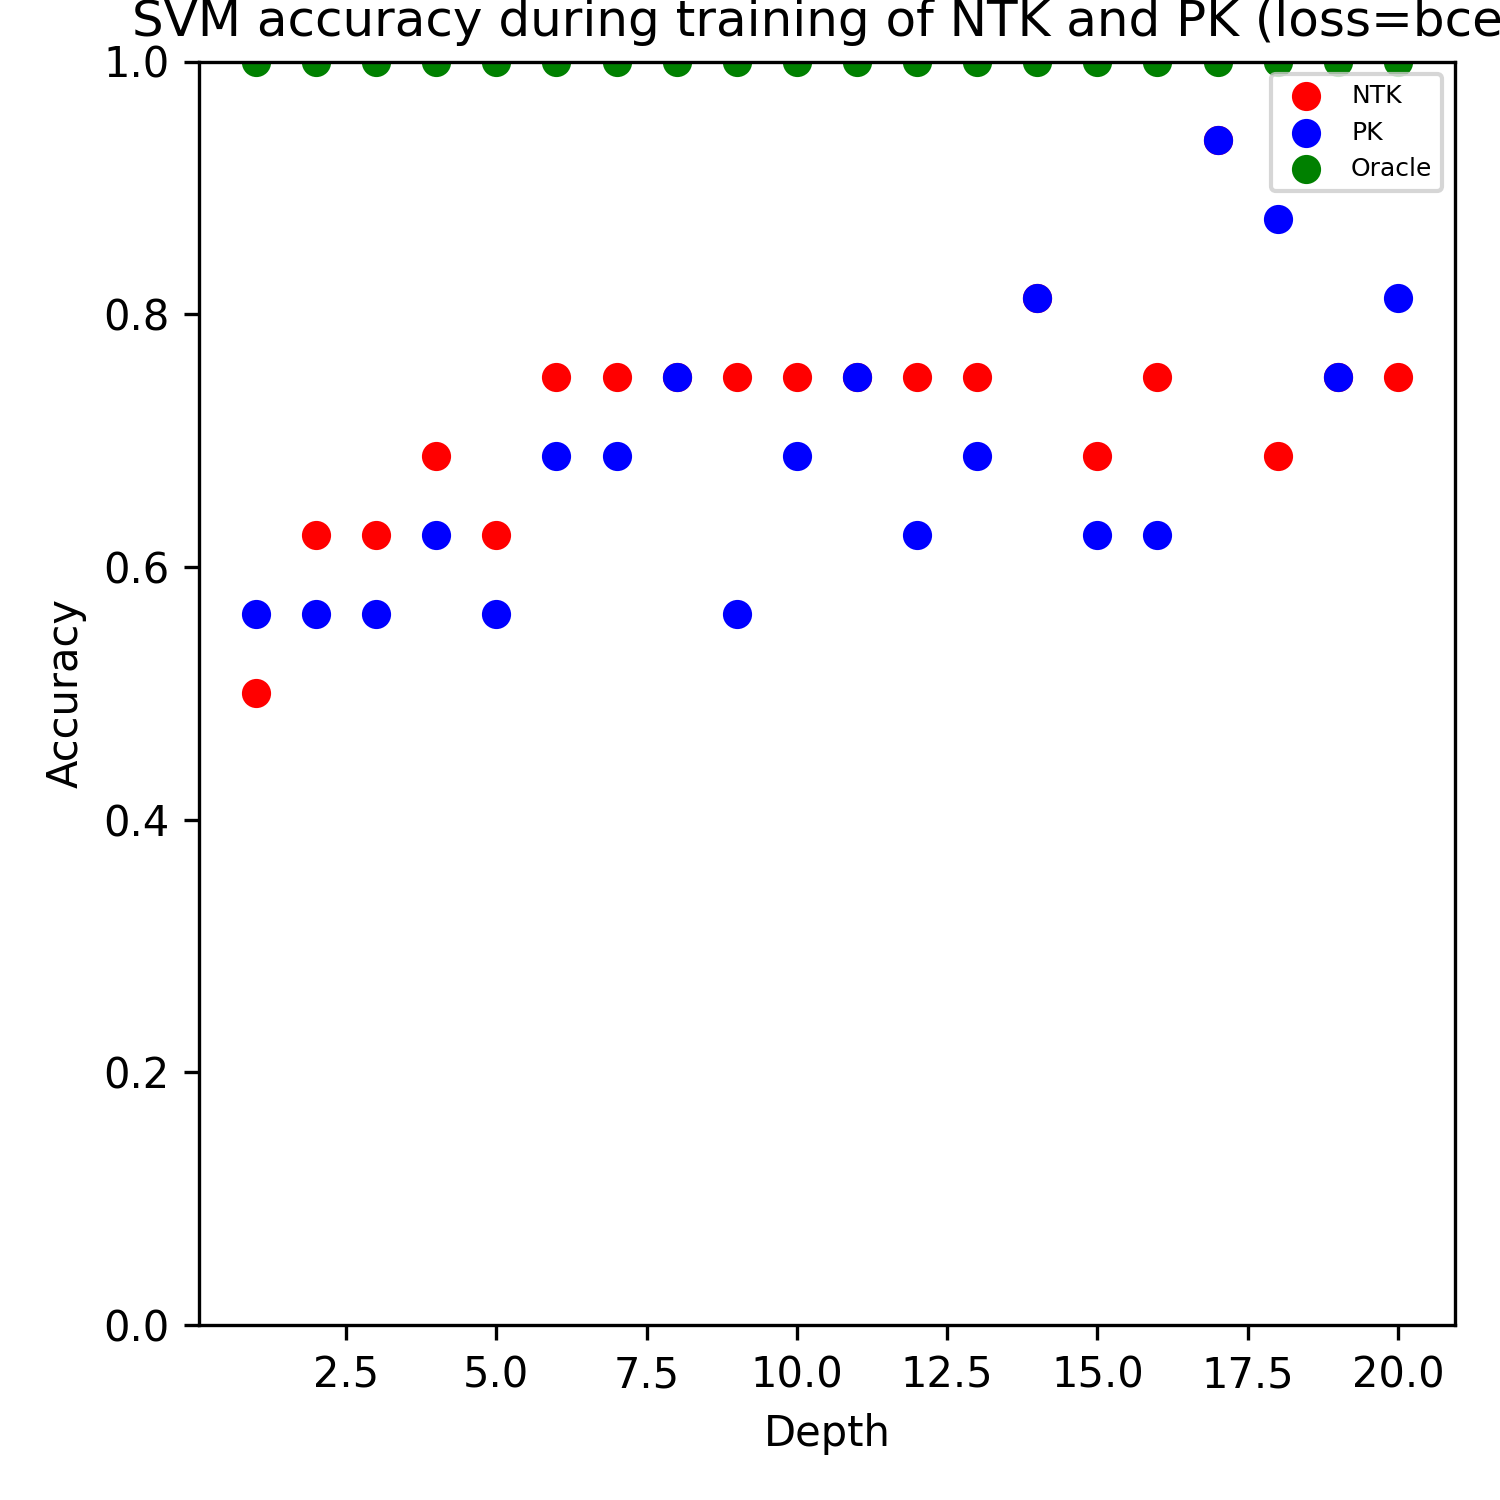 SVM accuracy during training of NTK and PK (loss=bce
1.0
0.8
0.6
0.4
0.2
0.0
Accuracy
NTK
PK
Oracle
2.5 5.0 7.5 10.0 12.5 15.0 17.5 20.0
Depth